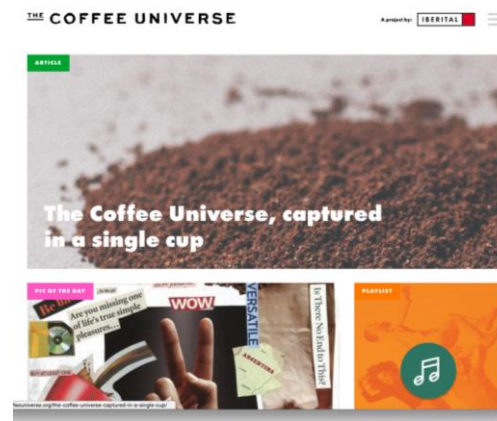 THE COFFEE UNIVERSE
A project by: IBERITAL
ARTICLE
The Coffee Universe, captured
in a single cup
PIC OF THE DAY
PLAYLIST
Are you missing one
of life's true simple
pleasures...
WOW
VERSATILE
ARGENTINA
Is There No End to This?